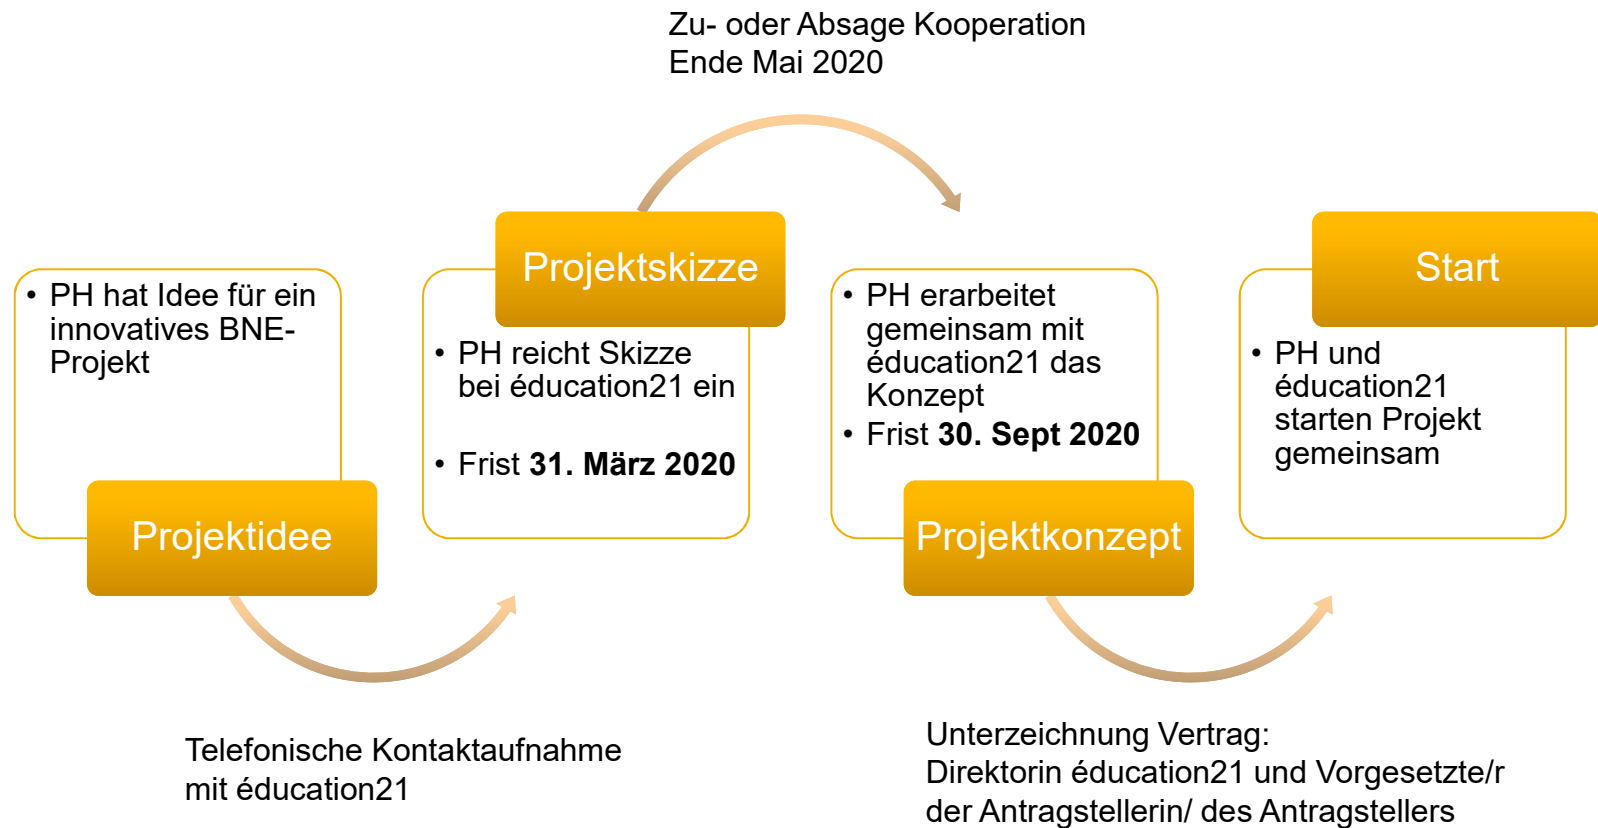 Zu- oder Absage Kooperation
Ende Mai 2020
• PH hat Idee für ein
innovatives BNE-
Projekt
Projektidee
Projektskizze
• PH reicht Skizze
bei éducation21 ein
• Frist 31. März 2020
• PH erarbeitet
gemeinsam mit
éducation21 das
Konzept
• Frist 30. Sept 2020
Projektkonzept
Start
• PH und
éducation21
starten Projekt
gemeinsam
Telefonische Kontaktaufnahme
mit éducation21
Unterzeichnung Vertrag:
Direktorin éducation21 und Vorgesetzte/r
der Antragstellerin/ des Antragstellers